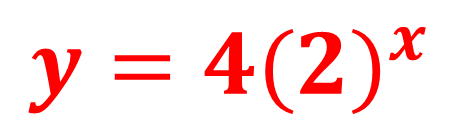 y = 4(2)^x